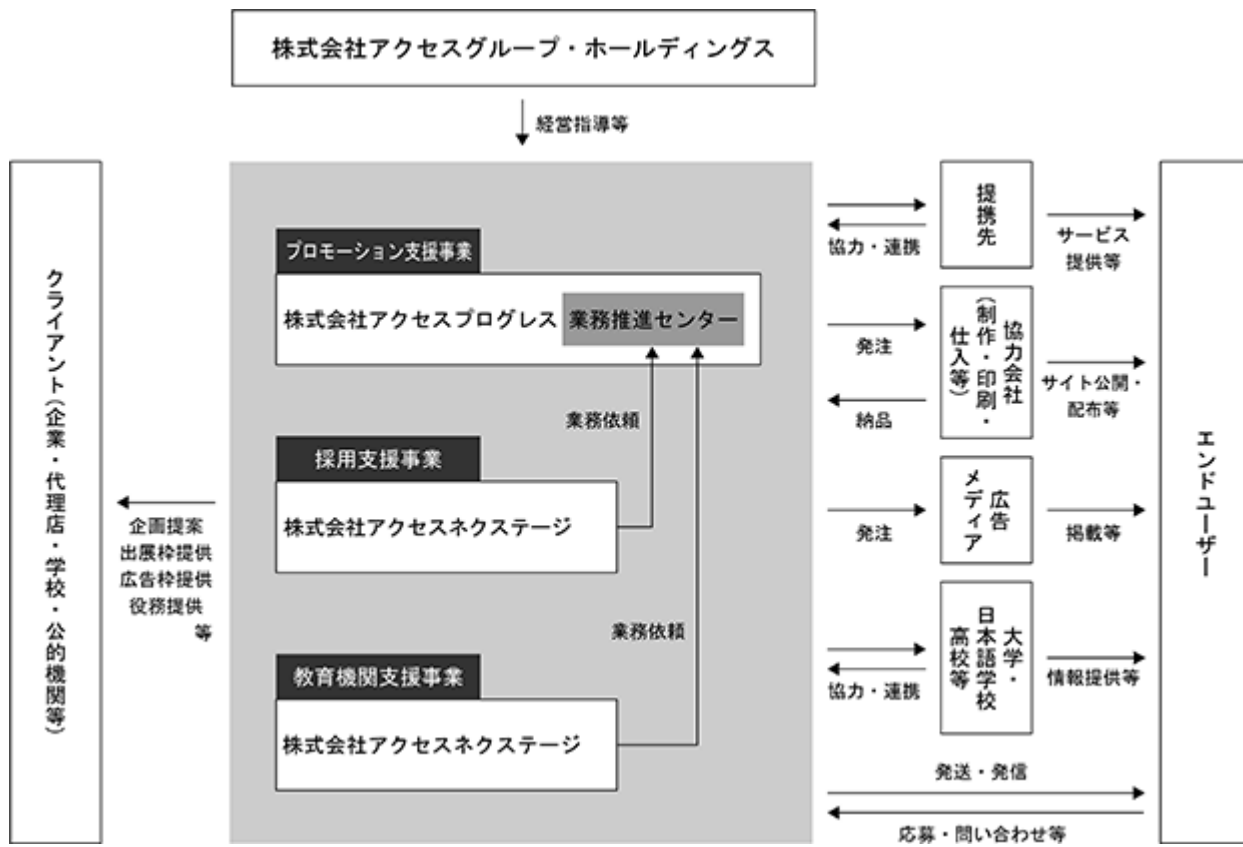 株式会社アクセスグループ・ホールディングス
経営指導等
クライアント(企業・代理店・学校・公的機関等)
企画提案
出展枠提供
広告枠提供
役務提供
等
プロモーション支援事業
株式会社アクセスプログレス
業務推進センター
業務依頼
採用支援事業
株式会社アクセスネクステージ
業務依頼
教育機関支援事業
株式会社アクセスネクステージ
協力・連携
提携先
サービス
提供等
発注
納品
協力会社
(制作・印刷・
仕入等)
サイト公開・
配布等
発注
広告
メディア
掲載等
協力・連携
大学・
日本語学校
高校等
情報提供等
発送・発信
応募・問い合わせ等
エンドユーザー